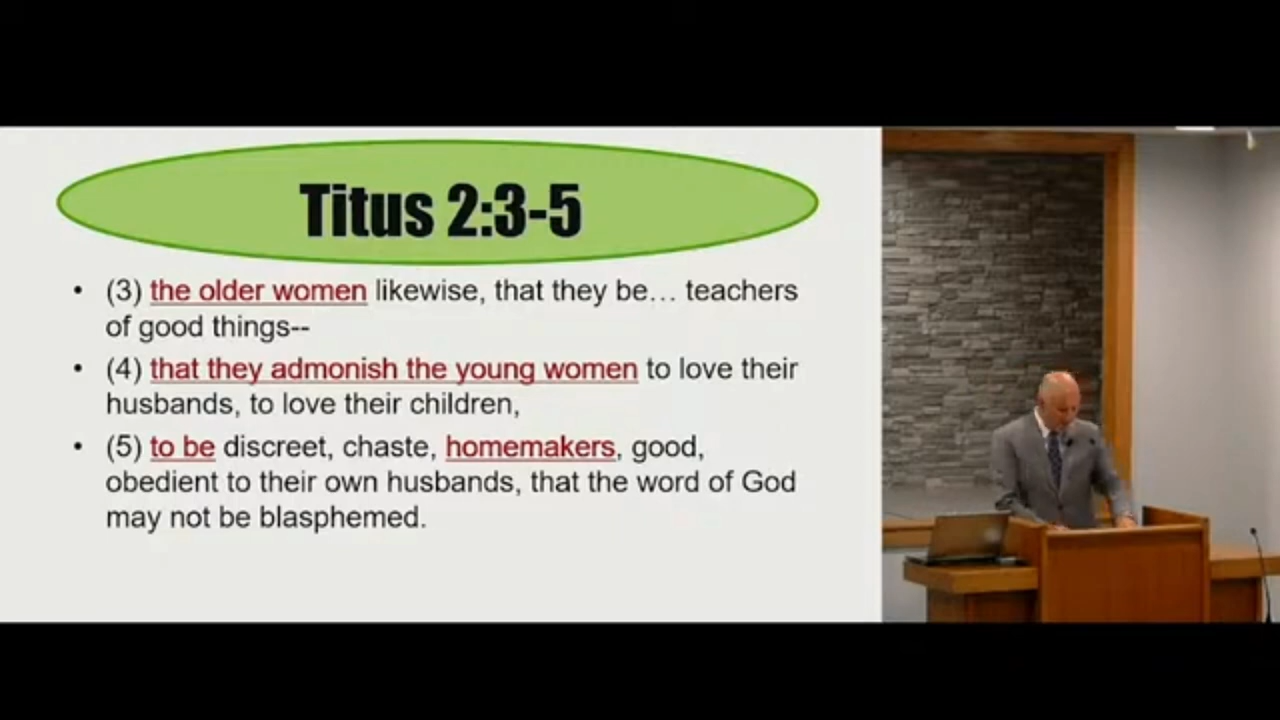 Titus 2:3-5
• (3) the older women likewise, that they be… teachers
of good things--
• (4) that they admonish the young women to love their
husbands, to love their children,
• (5) to be discreet, chaste, homemakers, good,
obedient to their own husbands, that the word of God
may not be blasphemed.